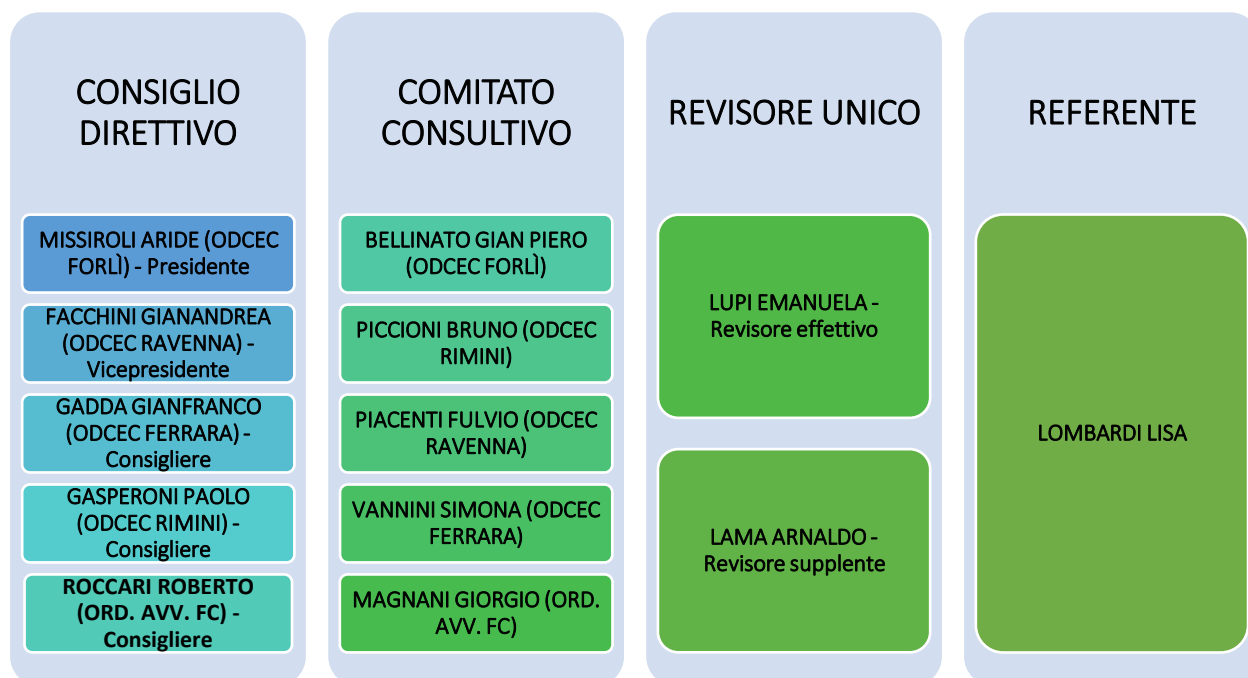 CONSIGLIO
DIRETTIVO
MISSIROLI ARIDE (ODCEC
FORLÌ) - Presidente
FACCHINI GIANANDREA
(ODCEC RAVENNA) -
Vicepresidente
GADDA GIANFRANCO
(ODCEC FERRARA) -
Consigliere
GASPERONI PAOLO
(ODCEC RIMINI) -
Consigliere
ROCCARI ROBERTO
(ORD. AVV. FC) -
Consigliere
COMITATO
CONSULTIVO
BELLINATO GIAN PIERO
(ODCEC FORLÌ)
PICCIONI BRUNO (ODCEC
RIMINI)
PIACENTI FULVIO (ODCEC
RAVENNA)
VANNINI SIMONA (ODCEC
FERRARA)
MAGNANI GIORGIO (ORD.
AVV. FC)
REVISORE UNICO
LUPI EMANUELA -
Revisore effettivo
LAMA ARNALDO -
Revisore supplente
REFERENTE
LOMBARDI LISA